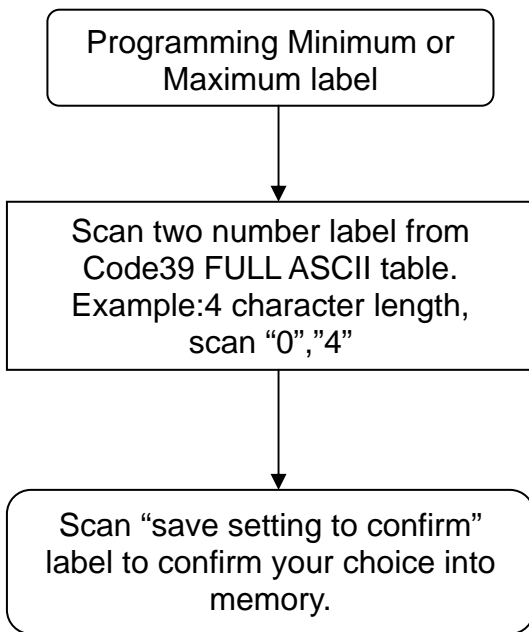 Programming Minimum or
Maximum label
Scan two number label from
Code39 FULL ASCII table.
Example:4 character length,
scan “0”,”4”
Scan “save setting to confirm”
label to confirm your choice into
memory.